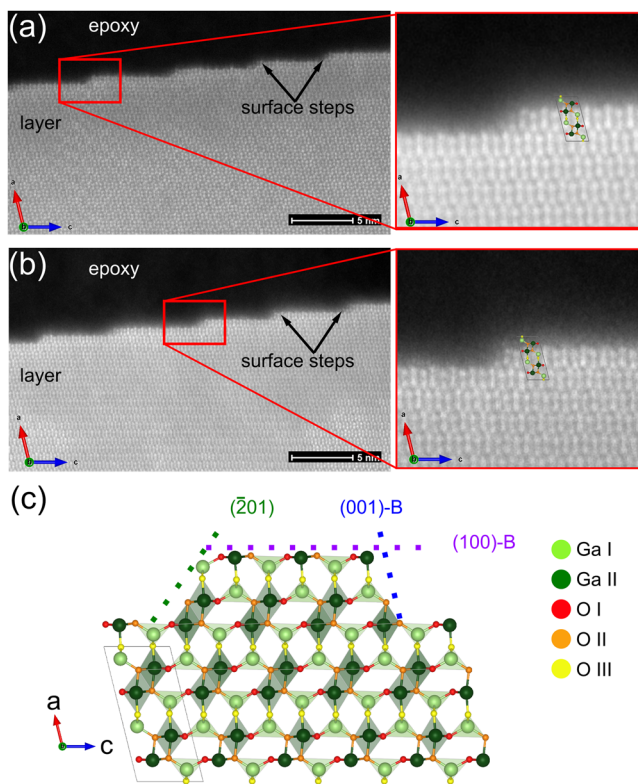 (a)
epoxy
layer
surface steps
a
b
c
5 nm
a
b
c
(b)
epoxy
layer
surface steps
a
b
c
5 nm
a
b
c
(c)
(2̅01)
(001)-B
(100)-B
Ga I
Ga II
O I
O II
O III
a
b
c